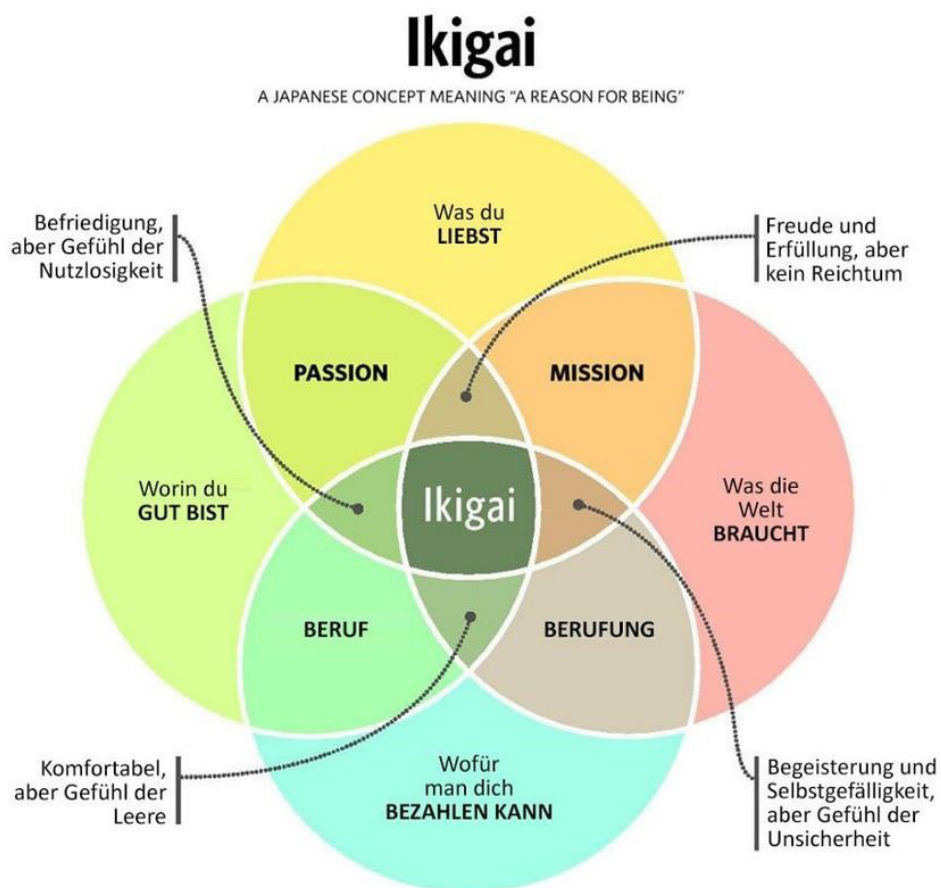 Ikigai
A JAPANESE CONCEPT MEANING “A REASON FOR BEING”
Was du
LIEBST
Befriedigung,
aber Gefühl der
Nutzlosigkeit
Freude und
Erfüllung, aber
kein Reichtum
PASSION
MISSION
Worin du
GUT BIST
Ikigai
Was die
Welt
BRAUCHT
BERUF
BERUFUNG
Komfortabel,
aber Gefühl der
Leere
Wofür
man dich
BEZAHLEN KANN
Begeisterung und
Selbstgefälligkeit,
aber Gefühl der
Unsicherheit